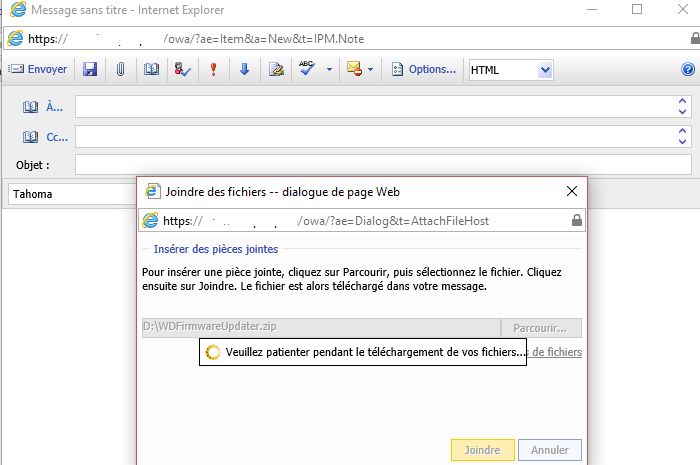 Message sans titre - Internet Explorer
https:// /owa/?ae=Item&a=New&t=IPM.Note
Envoyer
Options...
HTML
À...
Cc...
Objet :
Tahoma
Joindre des fichiers -- dialogue de page Web
https:// /owa/?ae=Dialog&t=AttachFileHost
Insérer des pièces jointes
Pour insérer une pièce jointe, cliquez sur Parcourir, puis sélectionnez le fichier. Cliquez
ensuite sur Joindre. Le fichier est alors téléchargé dans votre message.
D:\WDFirmwareUpdater.zip
Parcourir...
Veuillez patienter pendant le téléchargement de vos fichiers...
s de fichiers
Joindre
Annuler